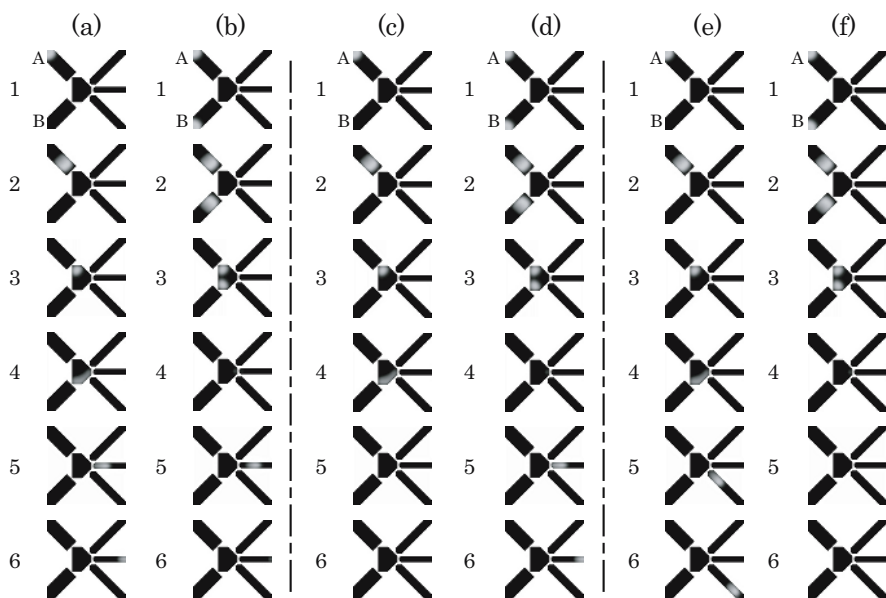 (a) (b) (c) (d) (e) (f)
A A A A A A
1 1 1 1 1 1
B B B B B B
2 2 2 2 2 2
3 3 3 3 3 3
4 4 4 4 4 4
5 5 5 5 5 5
6 6 6 6 6 6